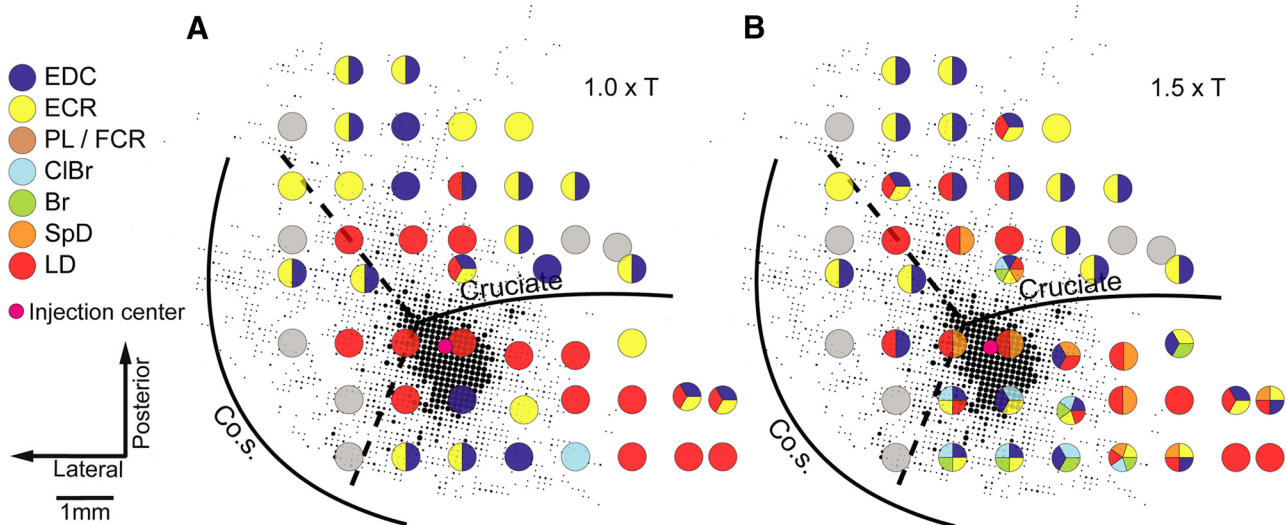 A
B
1.0 x T
1.5 x T
EDC
ECR
PL / FCR
ClBr
Br
SpD
LD
Injection center
Cruciate
Cruciate
Co.s.
Co.s.
Posterior
Lateral
1mm